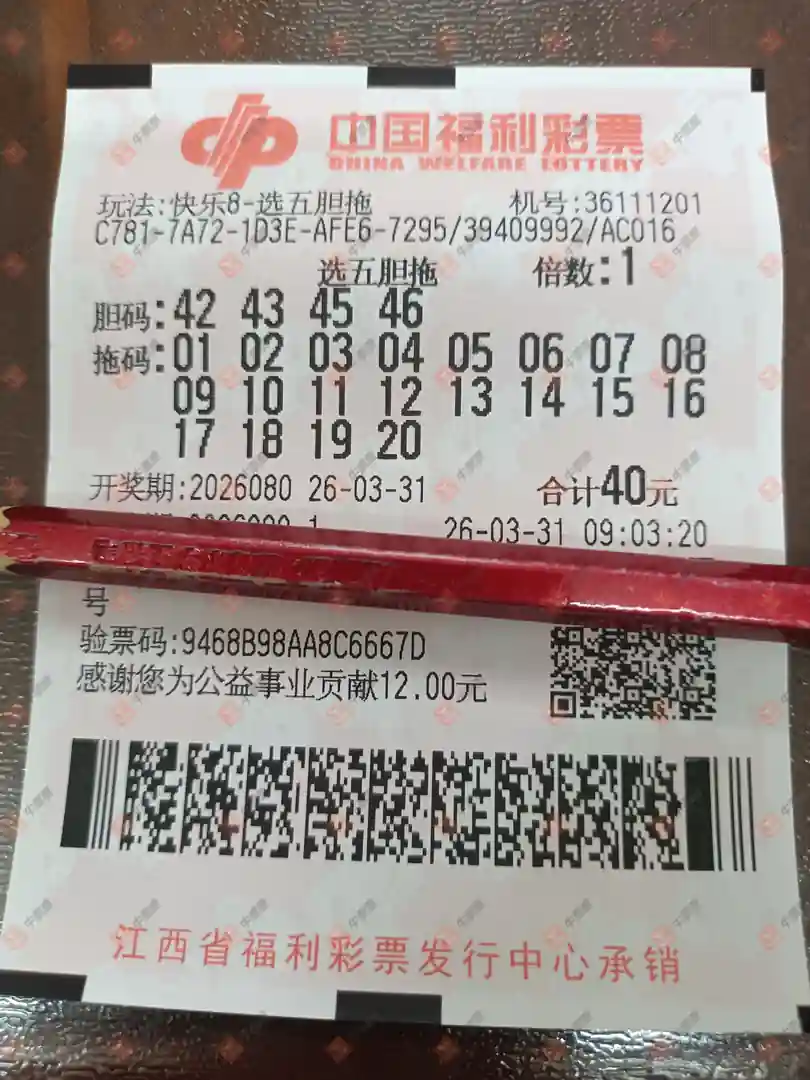 中国福利彩票
CHINA WELFARE LOTTERY
玩法:快乐8-选五胆拖 机号:36111201
C781-7A72-1D3E-AFE6-7295/39409992/AC016
选五胆拖 倍数:1
胆码:42 43 45 46
拖码:01 02 03 04 05 06 07 08
09 10 11 12 13 14 15 16
17 18 19 20
开奖期:2026080 26-03-31 合计40元
26-03-31 09:03:20
号
验票码:9468B98AA8C6667D
感谢您为公益事业贡献12.00元
江西省福利彩票发行中心承销